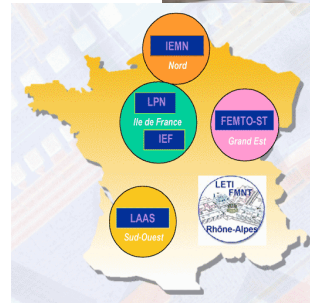 IEMN
Nord
LPN
Ile de France
IEF
FEMTO-ST
Grand Est
LETI
FMNT
Rhône-Alpes
LAAS
Sud-Ouest